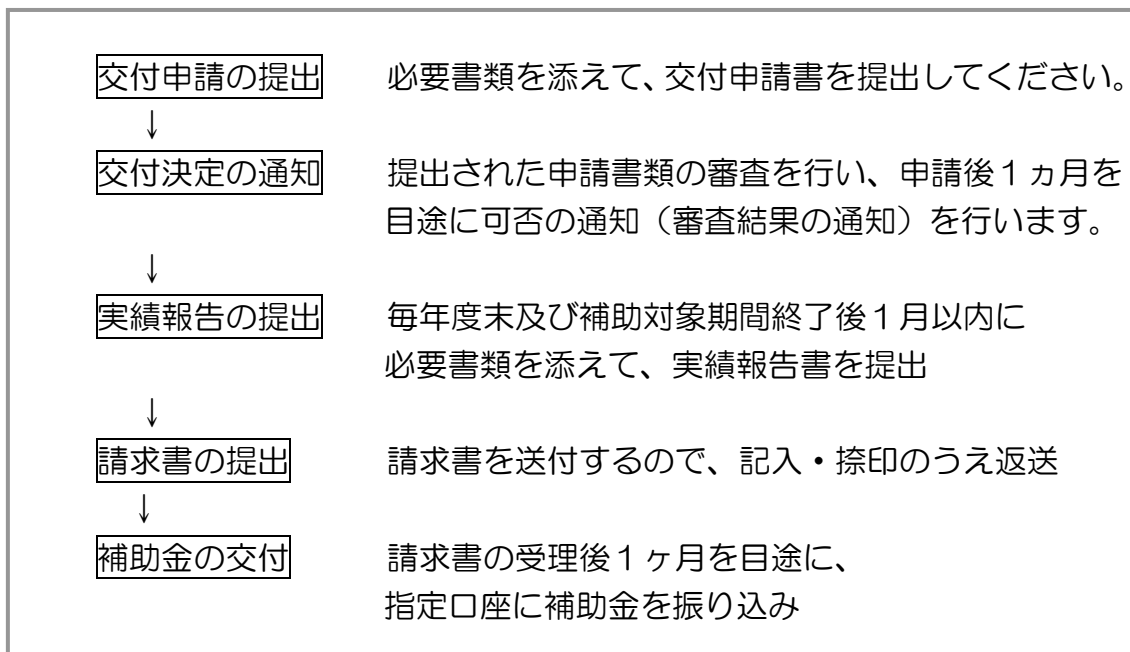 交付申請の提出　必要書類を添えて、交付申請書を提出してください。
↓
交付決定の通知　提出された申請書類の審査を行い、申請後１ヵ月を
目途に可否の通知（審査結果の通知）を行います。
↓
実績報告の提出　毎年度末及び補助対象期間終了後１月以内に
必要書類を添えて、実績報告書を提出
↓
請求書の提出　請求書を送付するので、記入・捺印のうえ返送
↓
補助金の交付　請求書の受理後１ヶ月を目途に、
指定口座に補助金を振り込み